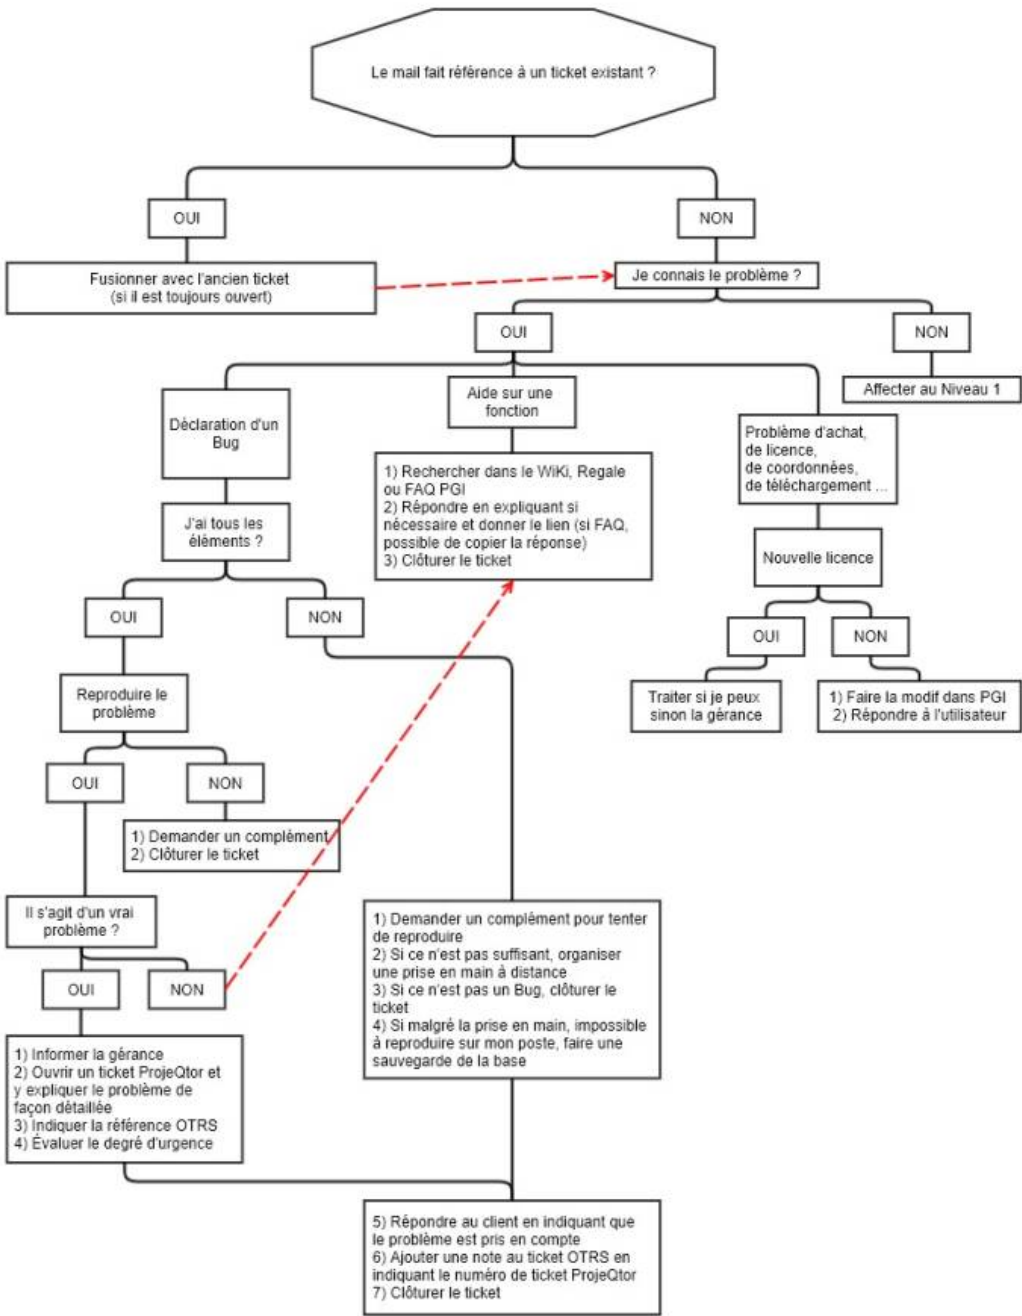 Le mail fait référence à un ticket existant ?
OUI
NON
Fusionner avec l'ancien ticket
(si il est toujours ouvert)
Je connais le problème ?
OUI
NON
Affecter au Niveau 1
Déclaration d'un
Bug
Aide sur une
fonction
Problème d'achat,
de licence,
de coordonnées,
de téléchargement ...
1) Rechercher dans le WiKi, Regale
ou FAQ PGI
2) Répondre en expliquant si
nécessaire et donner le lien (si FAQ,
possible de copier la réponse)
3) Clôturer le ticket
J'ai tous les
éléments ?
Nouvelle licence
OUI
NON
OUI
NON
Reproduire le
problème
Traiter si je peux
sinon la gérance
1) Faire la modif dans PGI
2) Répondre à l'utilisateur
OUI
NON
1) Demander un complément
2) Clôturer le ticket
Il s'agit d'un vrai
problème ?
1) Demander un complément pour tenter
de reproduire
2) Si ce n'est pas suffisant, organiser
une prise en main à distance
3) Si ce n'est pas un Bug, clôturer le
ticket
4) Si malgré la prise en main, impossible
à reproduire sur mon poste, faire une
sauvegarde de la base
OUI
NON
1) Informer la gérance
2) Ouvrir un ticket ProjeQtor et
y expliquer le problème de
façon détaillée
3) Indiquer la référence OTRS
4) Évaluer le degré d'urgence
5) Répondre au client en indiquant que
le problème est pris en compte
6) Ajouter une note au ticket OTRS en
indiquant le numéro de ticket ProjeQtor
7) Clôturer le ticket